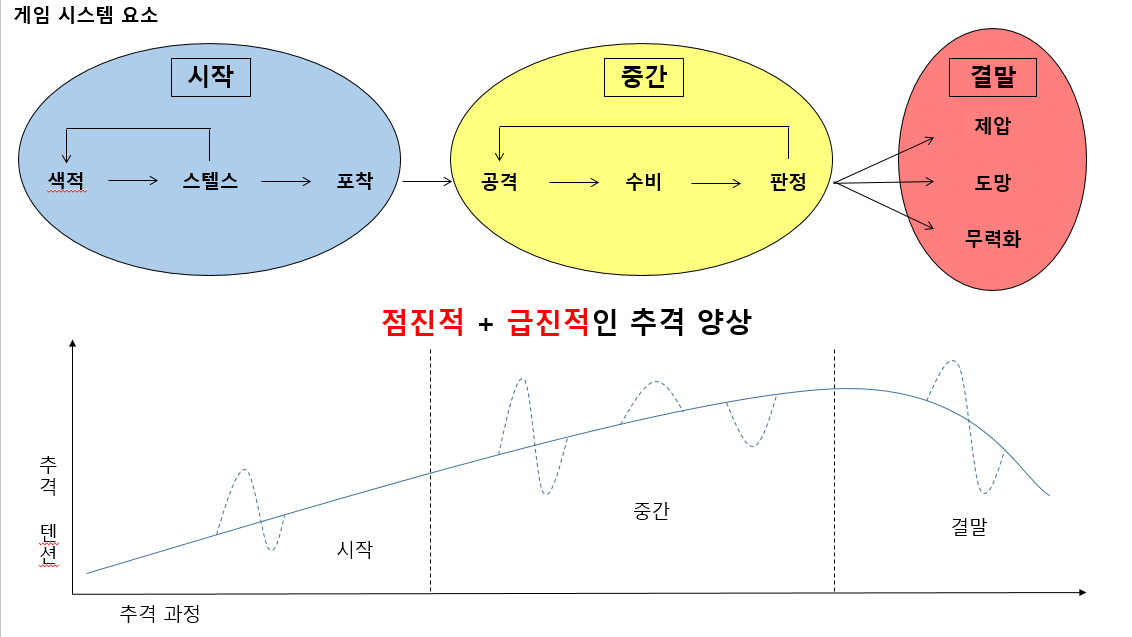 게임 시스템 요소
시작
중간
결말
색적
스텔스
포착
공격
수비
판정
제압
도망
무력화
점진적 + 급진적인 추격 양상
추격 텐션
시작
중간
결말
추격 과정